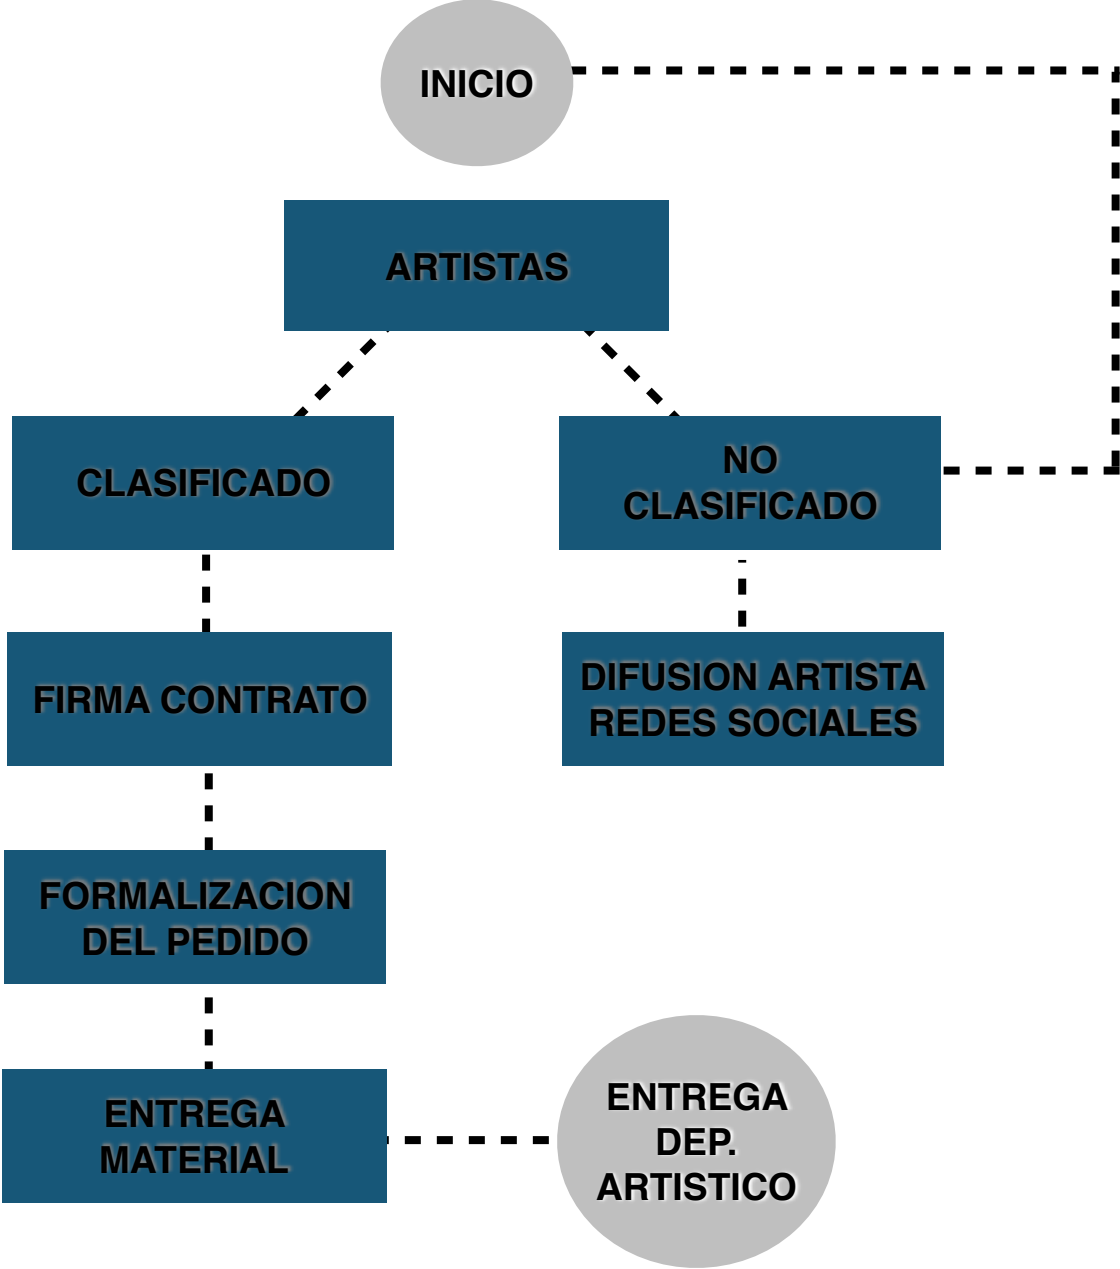 INICIO
ARTISTAS
CLASIFICADO
NO
CLASIFICADO
FIRMA CONTRATO
DIFUSION ARTISTA
REDES SOCIALES
FORMALIZACION
DEL PEDIDO
ENTREGA
MATERIAL
ENTREGA
DEP.
ARTISTICO